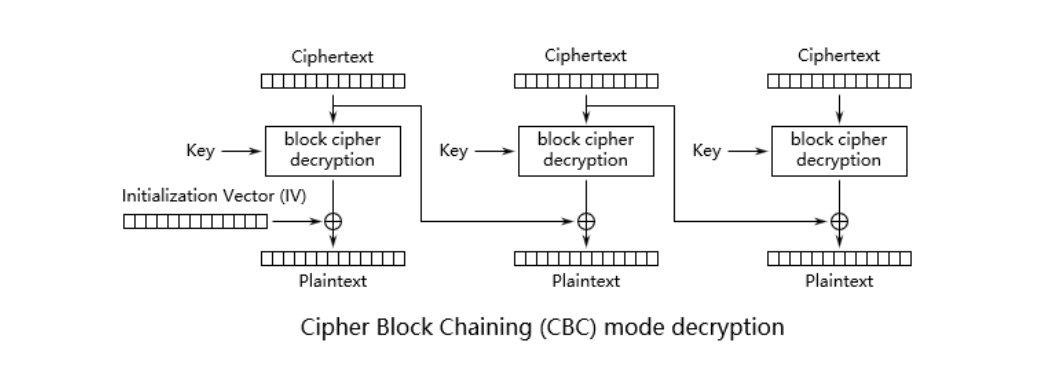 Ciphertext
Ciphertext
Ciphertext
block cipher
decryption
block cipher
decryption
block cipher
decryption
Key
Key
Key
Initialization Vector (IV)
Plaintext
Plaintext
Plaintext
Cipher Block Chaining (CBC) mode decryption